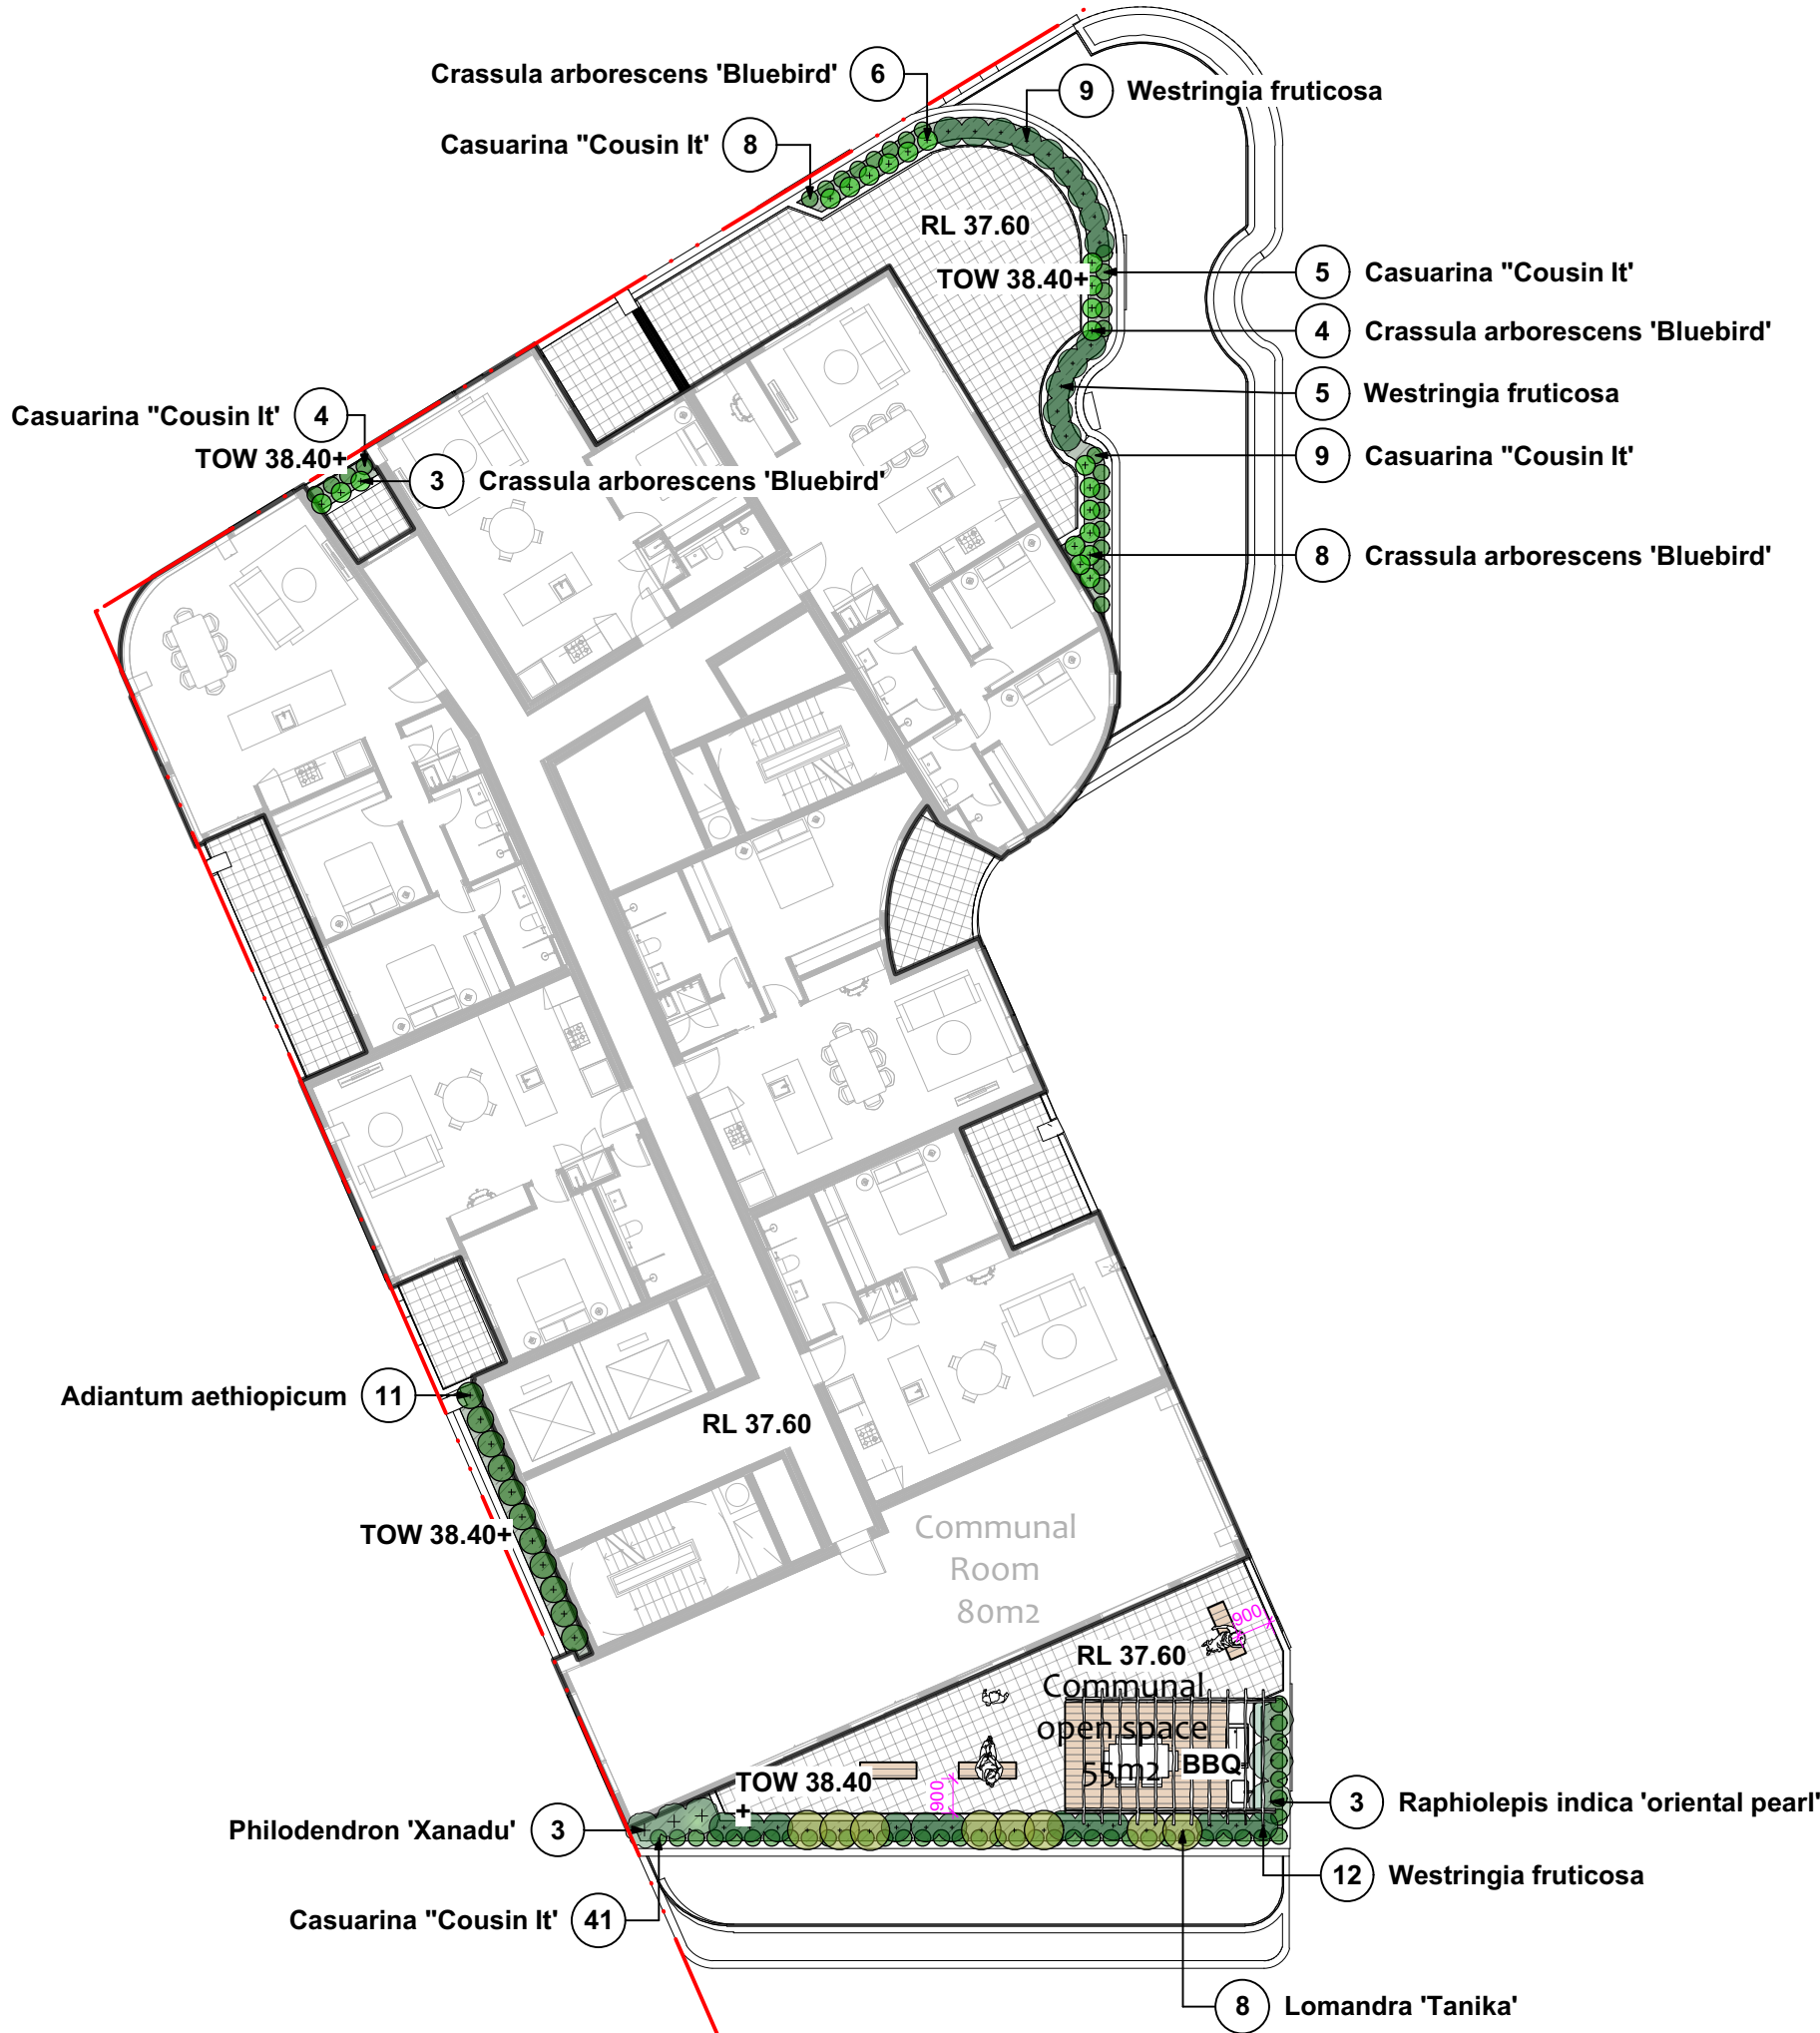 Crassula arborescens 'Bluebird' 6
9 Westringia fruticosa
Casuarina "Cousin It' 8
RL 37.60
TOW 38.40+
5 Casuarina "Cousin It'
4 Crassula arborescens 'Bluebird'
5 Westringia fruticosa
Casuarina "Cousin It' 4
TOW 38.40+
3 Crassula arborescens 'Bluebird'
9 Casuarina "Cousin It'
8 Crassula arborescens 'Bluebird'
Adiantum aethiopicum 11
RL 37.60
TOW 38.40+
Communal
Room
80m2
900
RL 37.60
Communal
open space
55m2
BBQ
TOW 38.40
+
900
3 Raphiolepis indica 'oriental pearl'
Philodendron 'Xanadu' 3
12 Westringia fruticosa
Casuarina "Cousin It' 41
8 Lomandra 'Tanika'